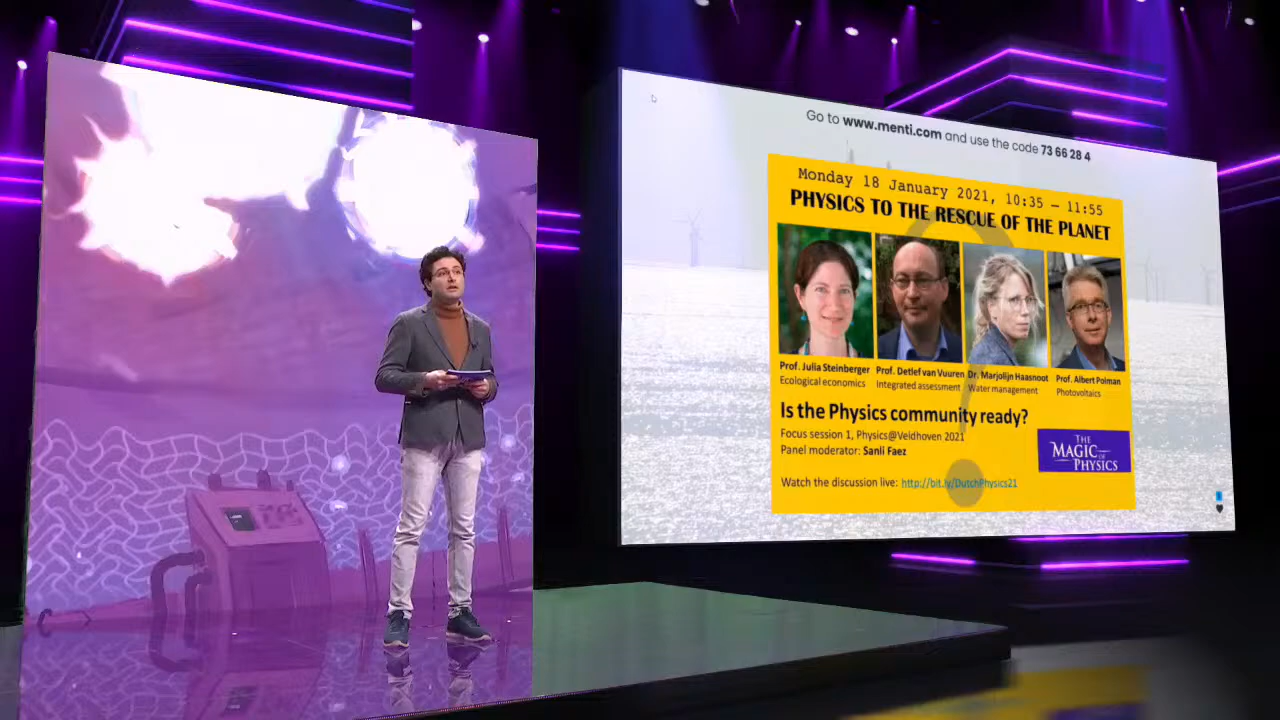 Go to www.menti.com and use the code 73 66 28 4
Monday 18 January 2021, 10:35 – 11:55
PHYSICS TO THE RESCUE OF THE PLANET
Prof. Julia Steinberger
Ecological economics
Prof. Detlef van Vuuren
Integrated assessment
Dr. Marjolijn Haasnoot
Water management
Prof. Albert Polman
Photovoltaics
Is the Physics community ready?
Focus session 1, Physics@Veldhoven 2021
Panel moderator: Sanli Faez
THE
MAGIC
OF
PHYSICS
Watch the discussion live: http://bit.ly/DutchPhysics21